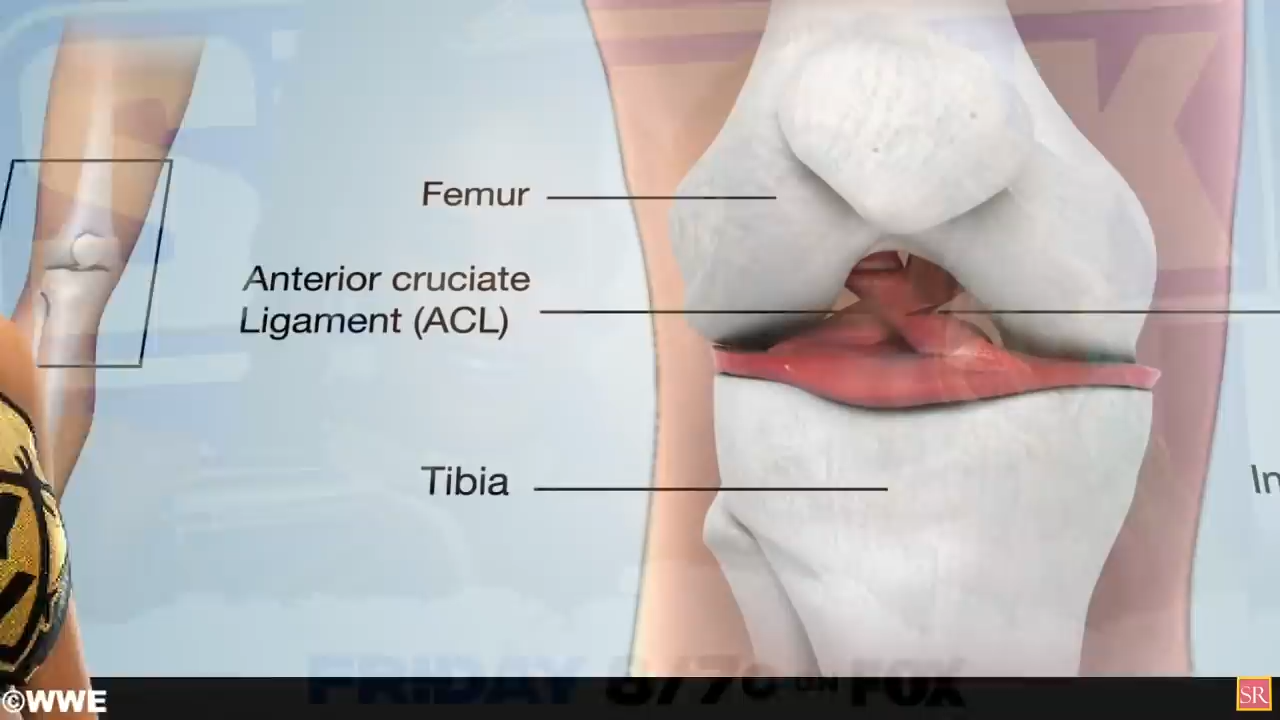 Femur
Anterior cruciate
Ligament (ACL)
Tibia
In
FRIDAY 8/7c on FOX
©WWE
SR